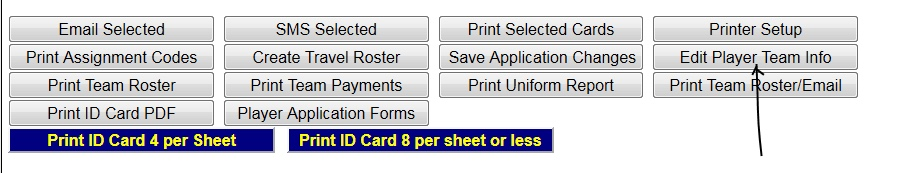 Email Selected SMS Selected Print Selected Cards Printer Setup
Print Assignment Codes Create Travel Roster Save Application Changes Edit Player Team Info
Print Team Roster Print Team Payments Print Uniform Report Print Team Roster/Email
Print ID Card PDF Player Application Forms
Print ID Card 4 per Sheet Print ID Card 8 per sheet or less